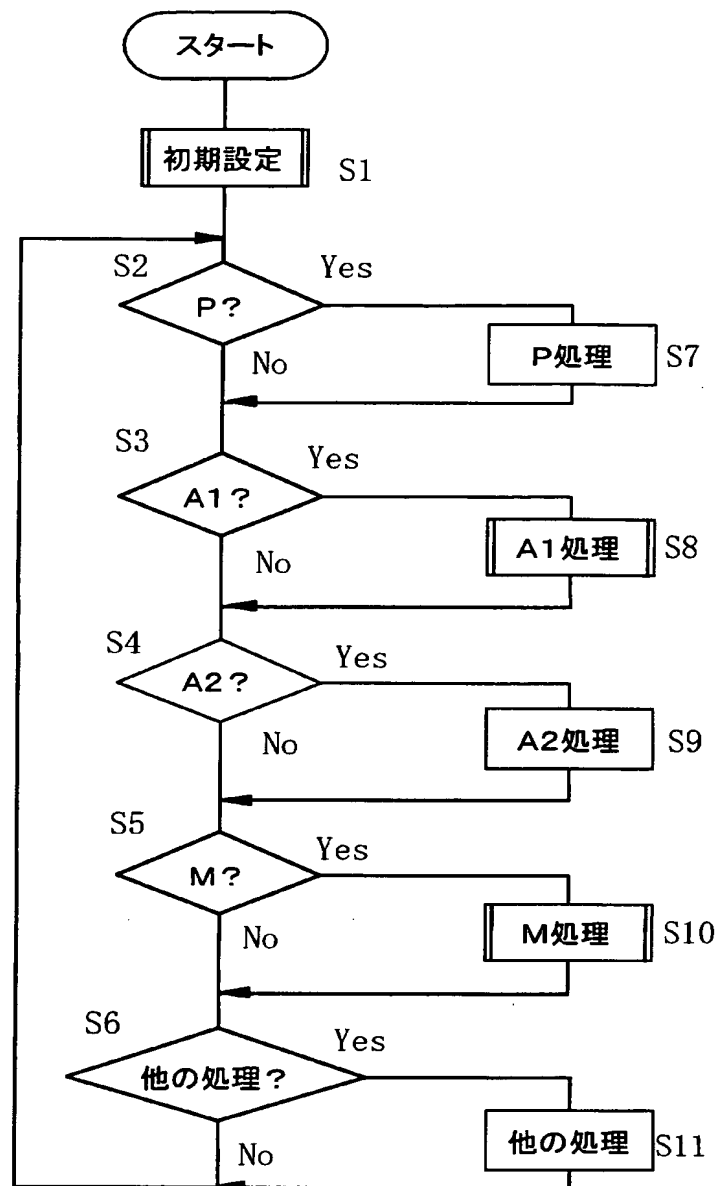 スタート
初期設定
S1
S2
Yes
P?
P処理
S7
No
S3
Yes
A1?
A1処理
S8
No
S4
Yes
A2?
A2処理
S9
No
S5
Yes
M?
M処理
S10
No
S6
Yes
他の処理?
他の処理
S11
No